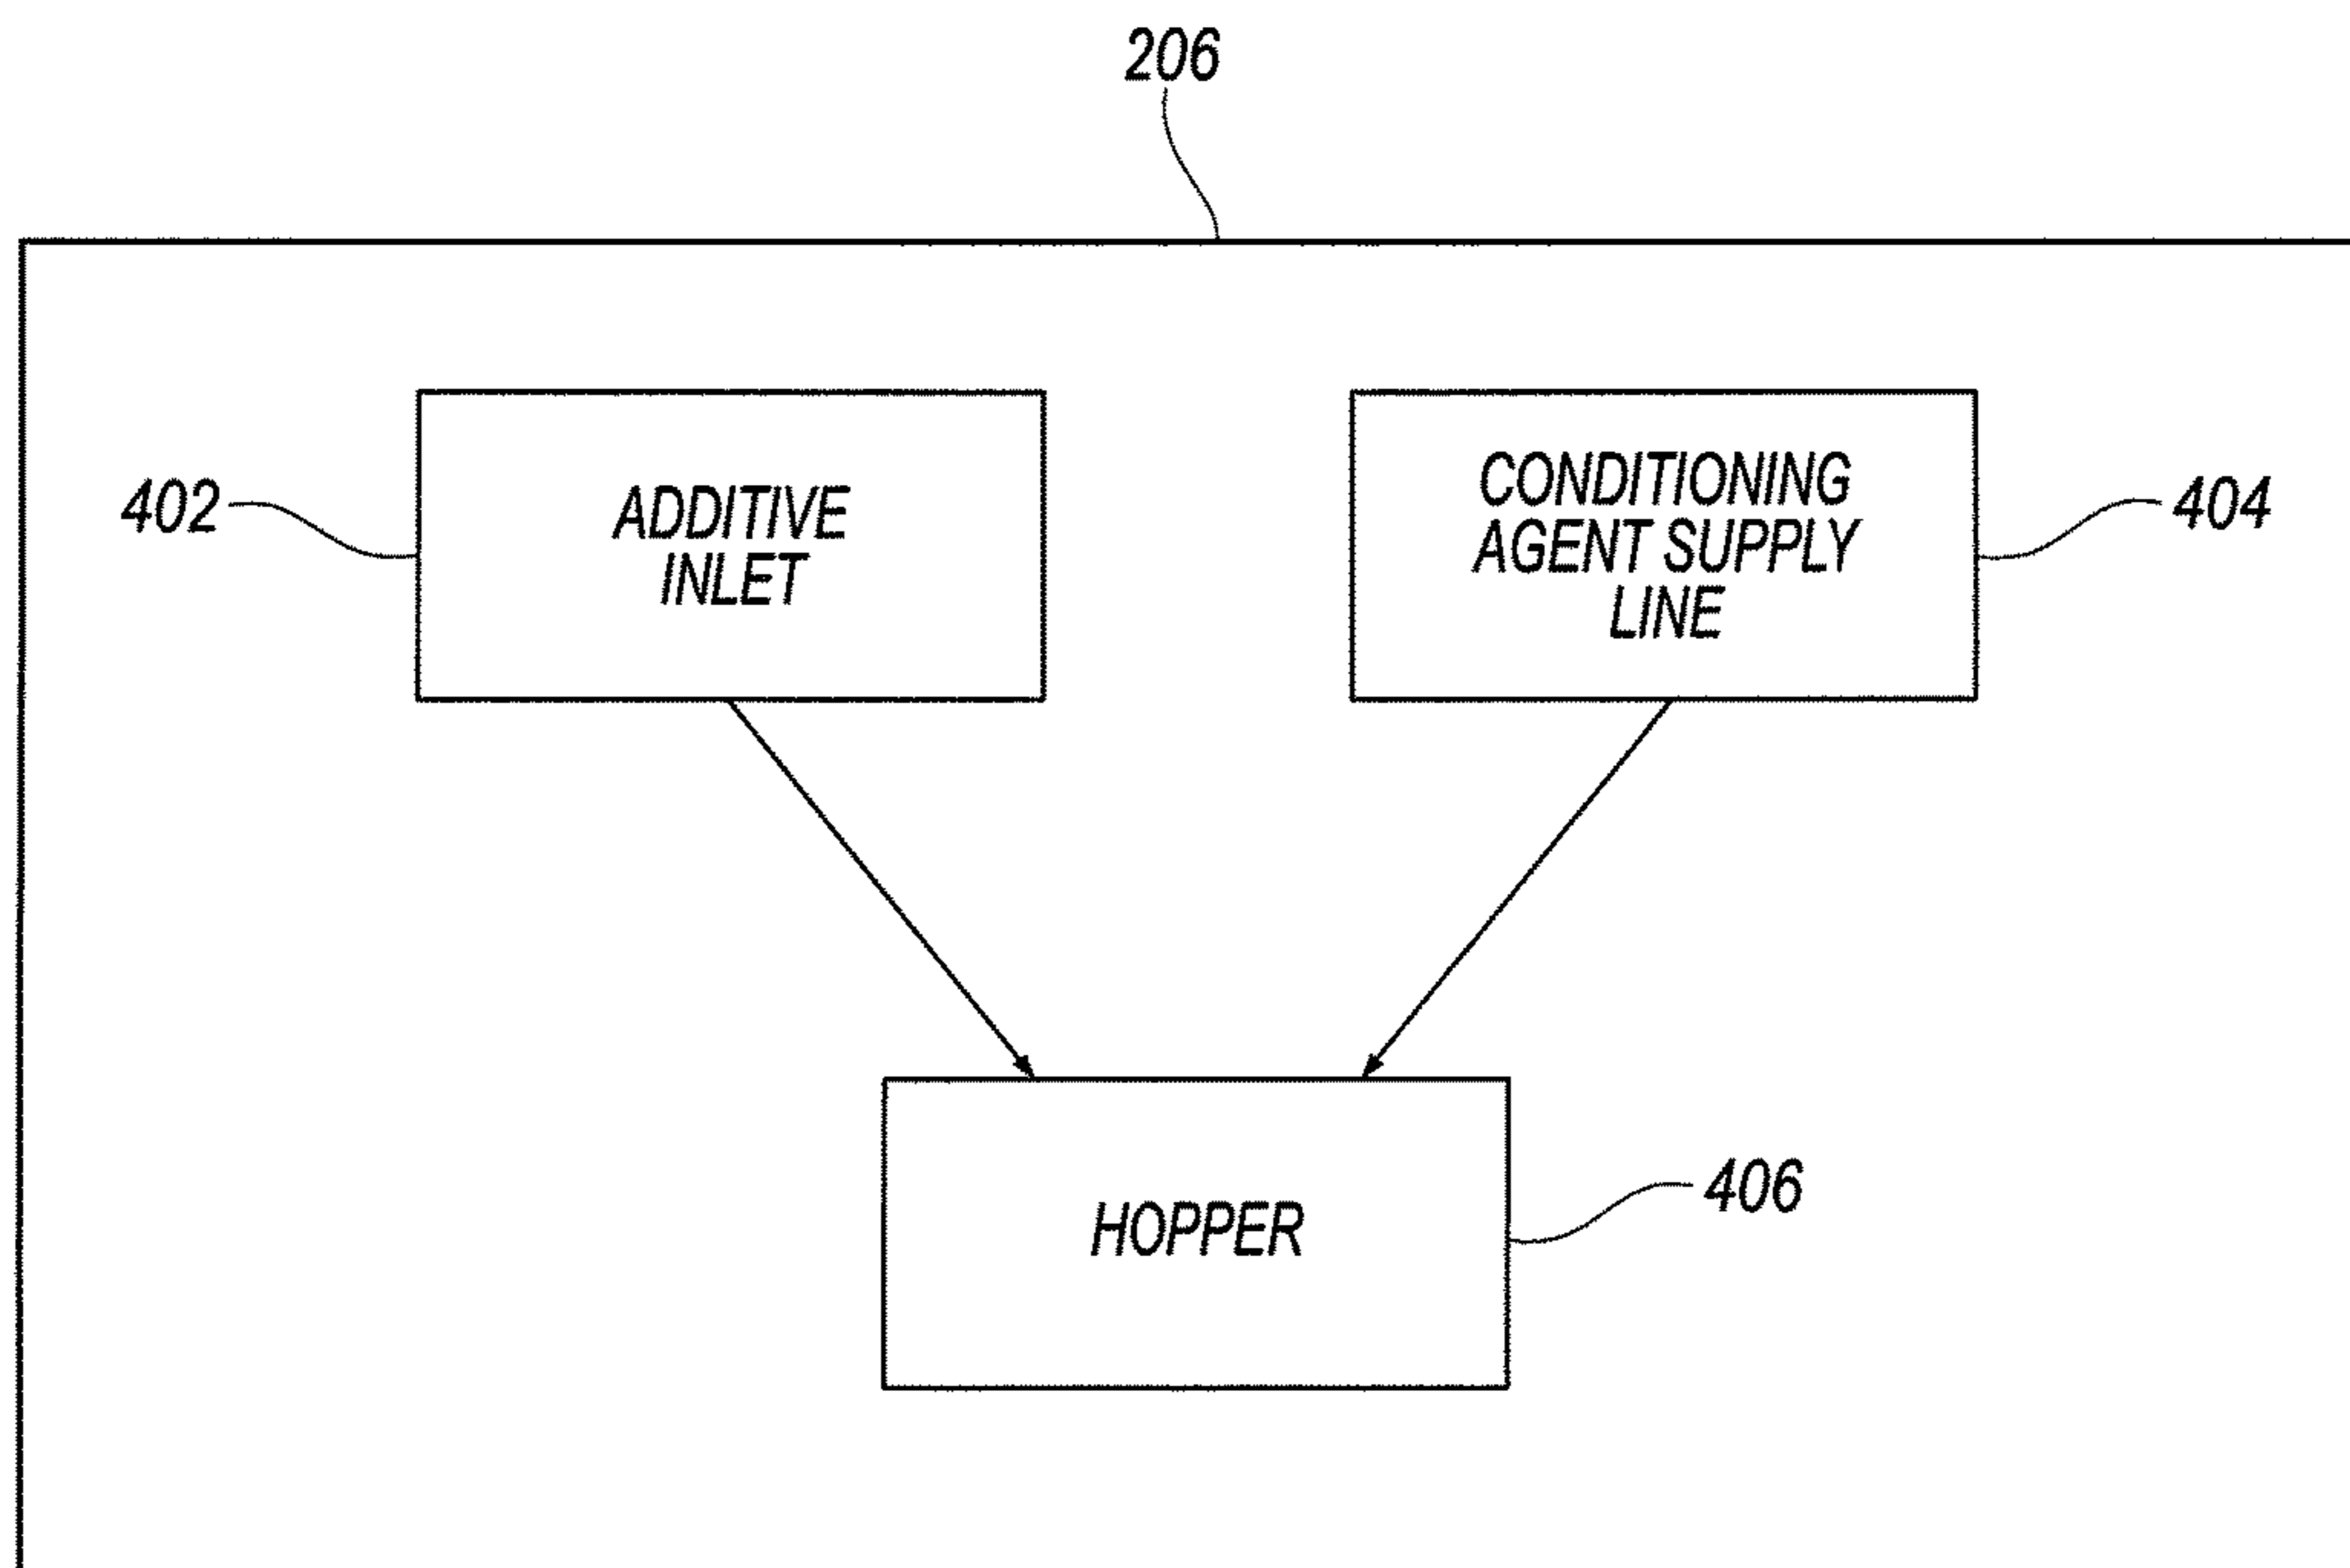 206
402
ADDITIVE
INLET
CONDITIONING
AGENT SUPPLY
LINE
404
HOPPER
406